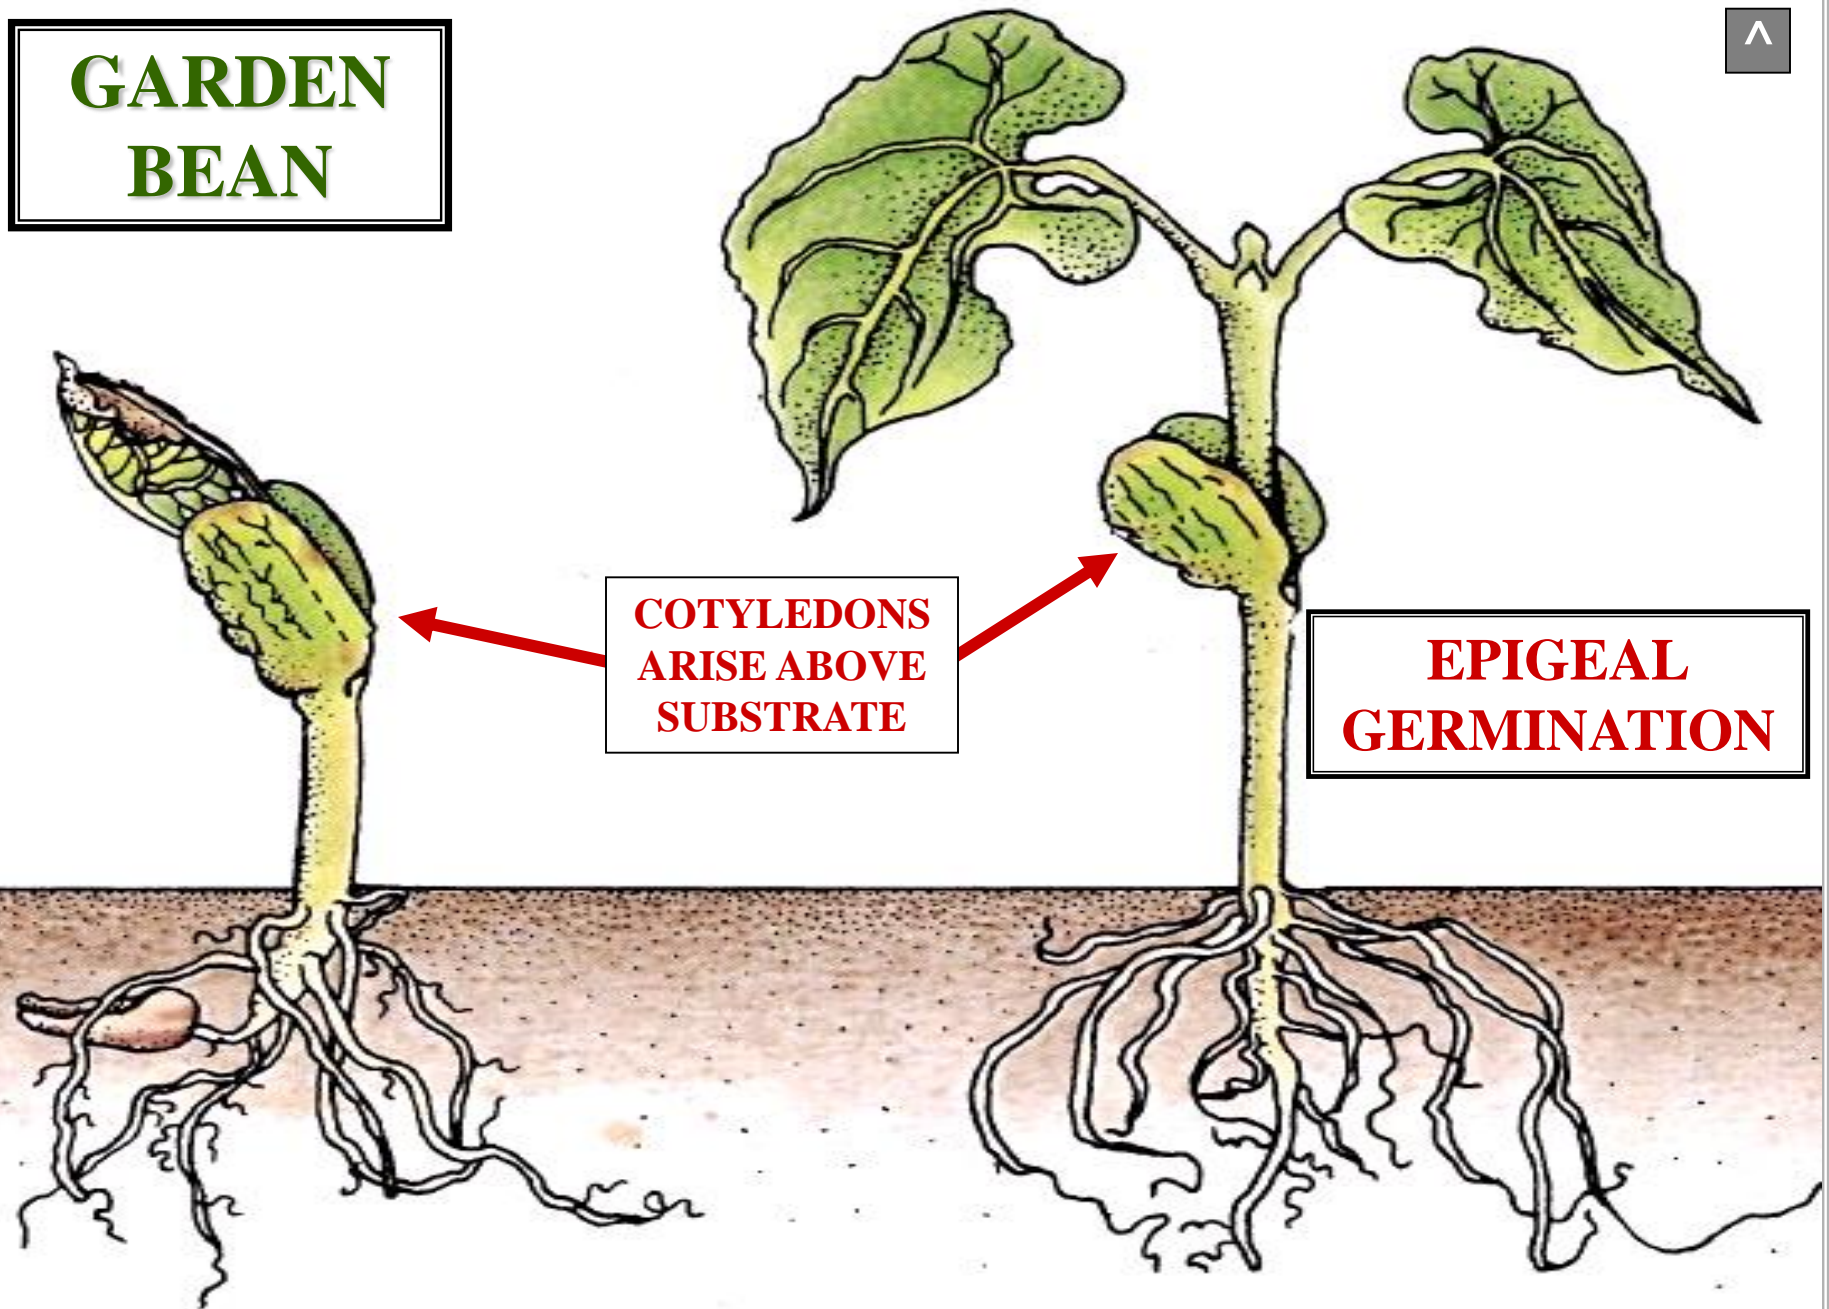 GARDEN
BEAN
^
COTYLEDONS
ARISE ABOVE
SUBSTRATE
EPIGEAL
GERMINATION